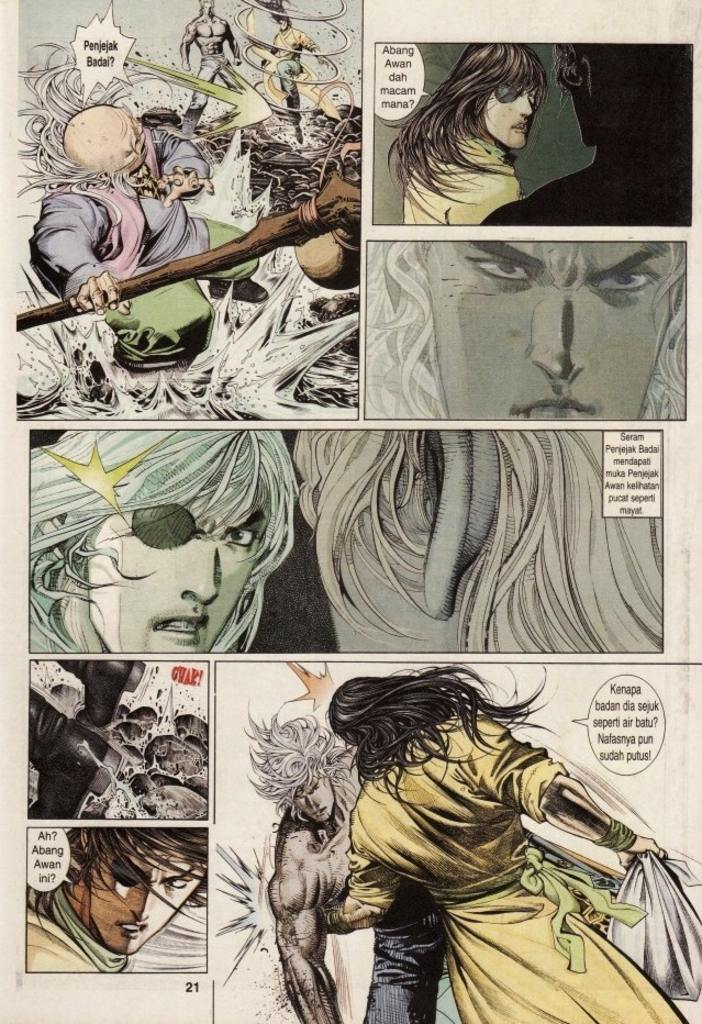 Penjejak
Badai?
Abang
Awan
dah
macam
mana?
Seram
Penjejak Badai
mendapati
muka Penjejak
Awan kelihatan
pucat seperti
mayat.
GWAK!
Kenapa
badan dia sejuk
seperti air batu?
Nafasnya pun
sudah putus!
Ah?
Abang
Awan
ini?
21